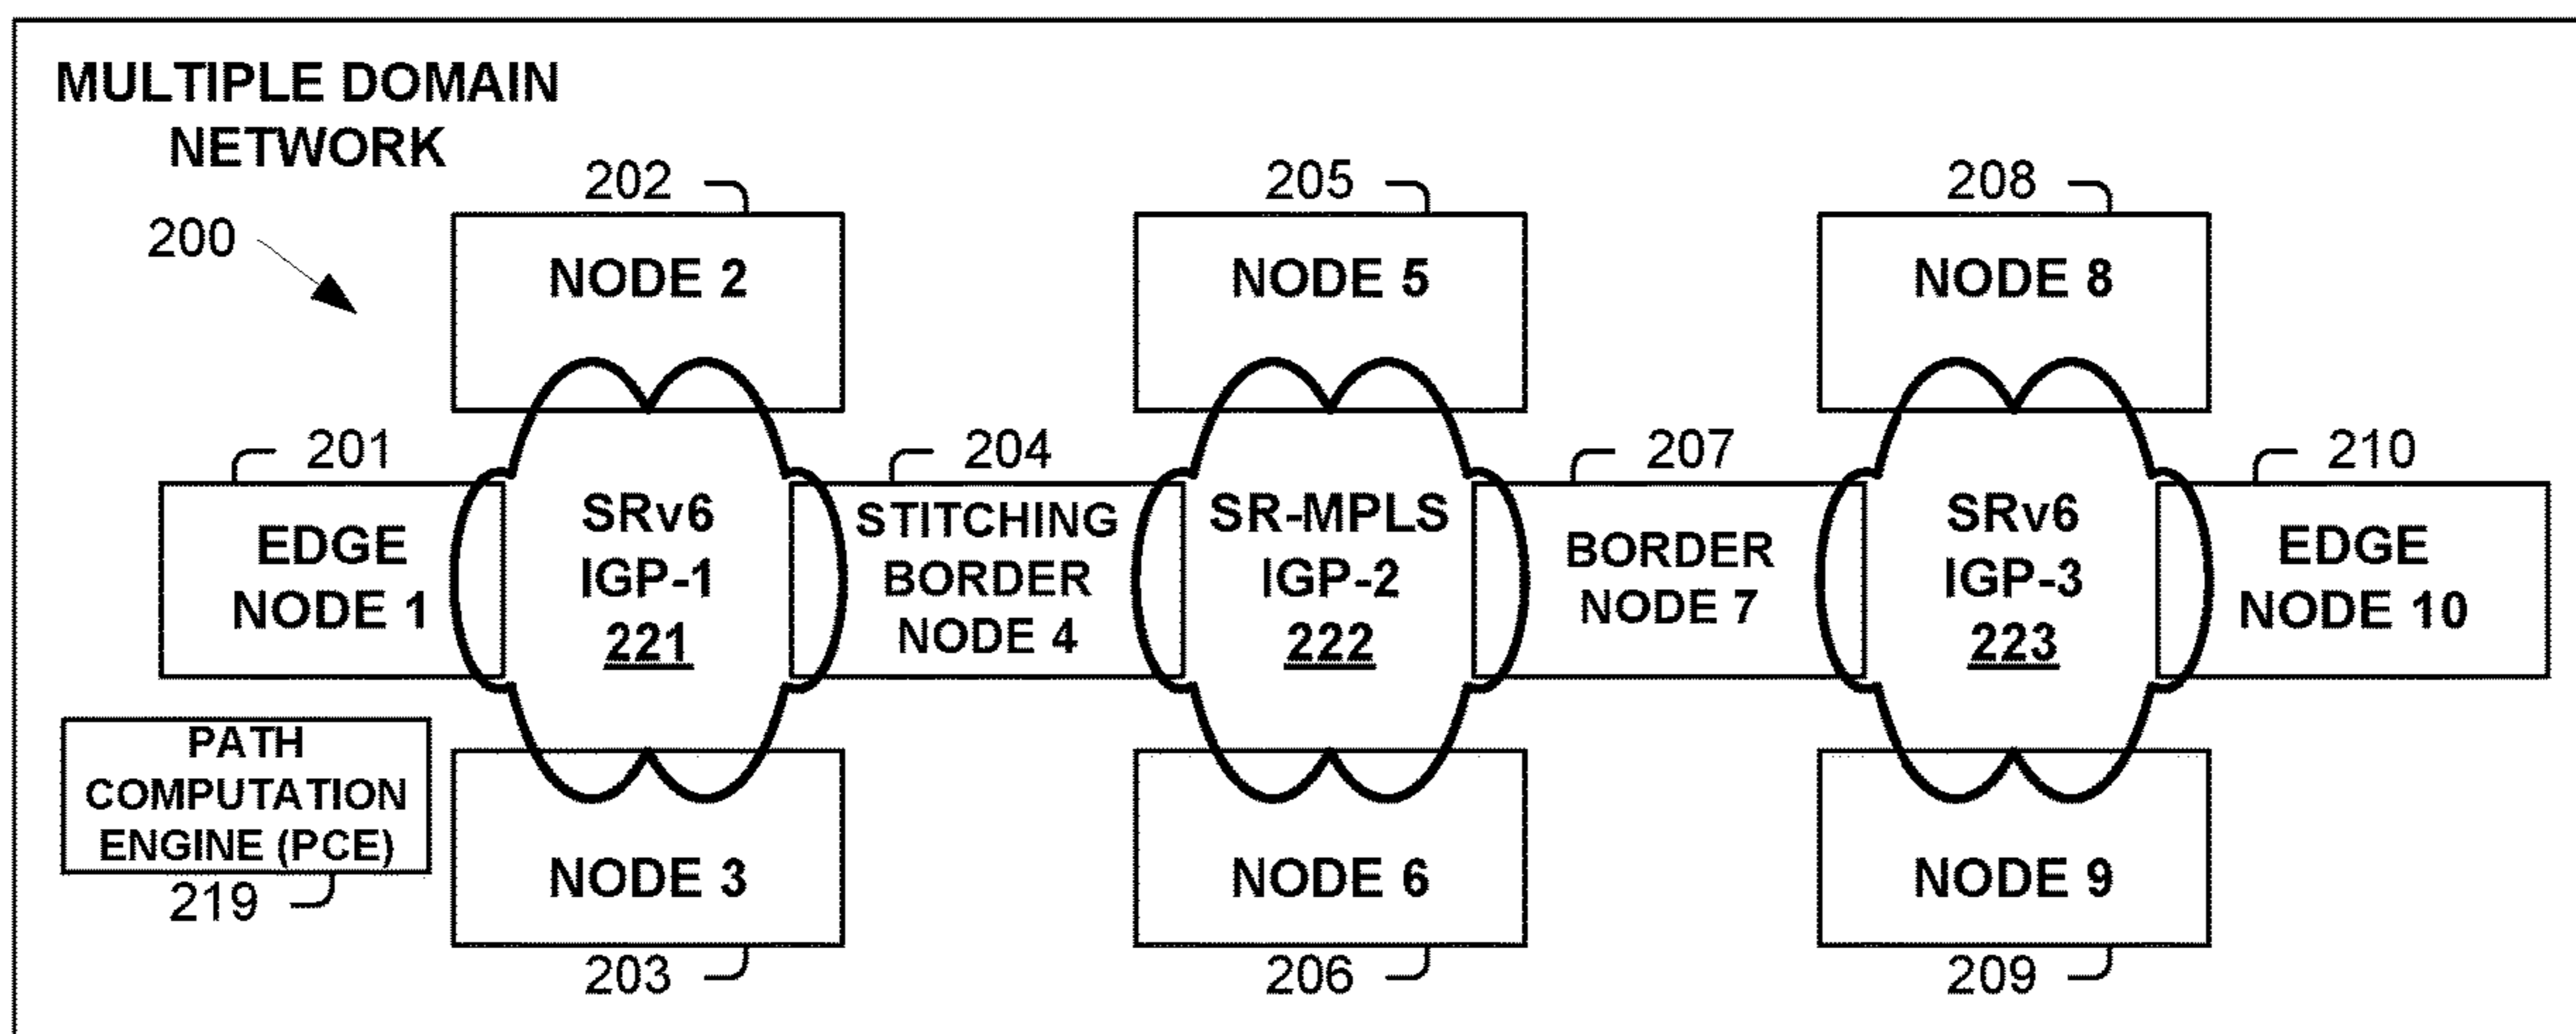 MULTIPLE DOMAIN
NETWORK
200
202
NODE 2
205
NODE 5
208
NODE 8
201
EDGE
NODE 1
SRv6
IGP-1
221
204
STITCHING
BORDER
NODE 4
SR-MPLS
IGP-2
222
207
BORDER
NODE 7
SRv6
IGP-3
223
210
EDGE
NODE 10
PATH
COMPUTATION
ENGINE (PCE)
219
NODE 3
203
NODE 6
206
NODE 9
209